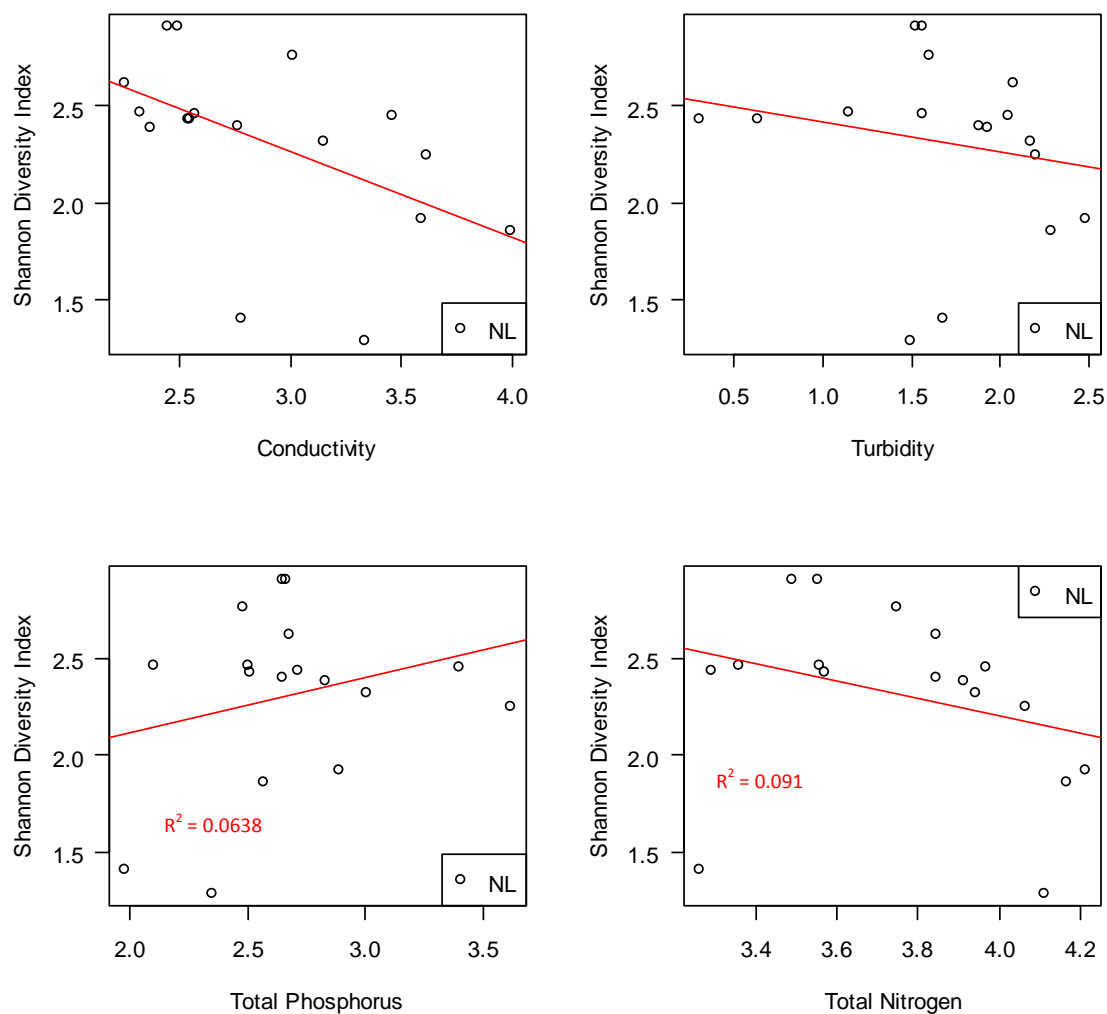 Shannon Diversity Index
2.5
2.0
1.5
NL
2.5 3.0 3.5 4.0
Conductivity
Shannon Diversity Index
2.5
2.0
1.5
NL
0.5 1.0 1.5 2.0 2.5
Turbidity
Shannon Diversity Index
2.5
2.0
1.5
R² = 0.0638
NL
2.0 2.5 3.0 3.5
Total Phosphorus
Shannon Diversity Index
NL
2.5
2.0
1.5
R² = 0.091
3.4 3.6 3.8 4.0 4.2
Total Nitrogen